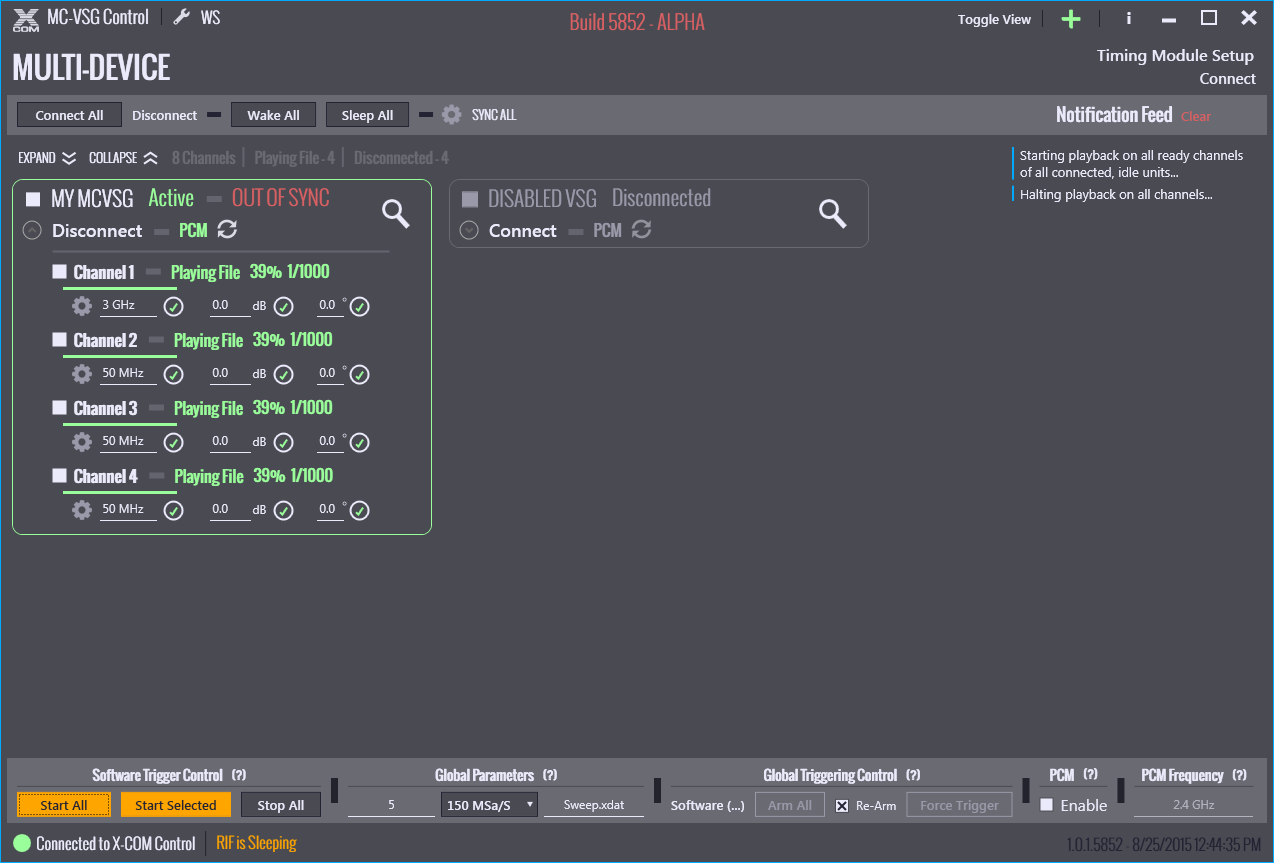 X COM MC-VSG Control WS Build 5852 - ALPHA Toggle View + i
MULTI-DEVICE
Timing Module Setup
Connect
Connect All Disconnect Wake All Sleep All SYNC ALL Notification Feed Clear
EXPAND COLLAPSE 8 Channels Playing File - 4 Disconnected - 4
Starting playback on all ready channels
of all connected, idle units...
Halting playback on all channels...
MY MCVSG Active OUT OF SYNC
Disconnect PCM
Channel 1 Playing File 39% 1/1000
3 GHz 0.0 dB 0.0 °
Channel 2 Playing File 39% 1/1000
50 MHz 0.0 dB 0.0 °
Channel 3 Playing File 39% 1/1000
50 MHz 0.0 dB 0.0 °
Channel 4 Playing File 39% 1/1000
50 MHz 0.0 dB 0.0 °
DISABLED VSG Disconnected
Connect PCM
Software Trigger Control (?)
Start All Start Selected Stop All
Global Parameters (?)
5 150 MSa/S Sweep.xdat
Global Triggering Control (?)
Software (...) Arm All Re-Arm Force Trigger
PCM (?)
Enable
PCM Frequency (?)
2.4 GHz
Connected to X-COM Control RIF is Sleeping 1.0.1.5852 - 8/25/2015 12:44:35 PM